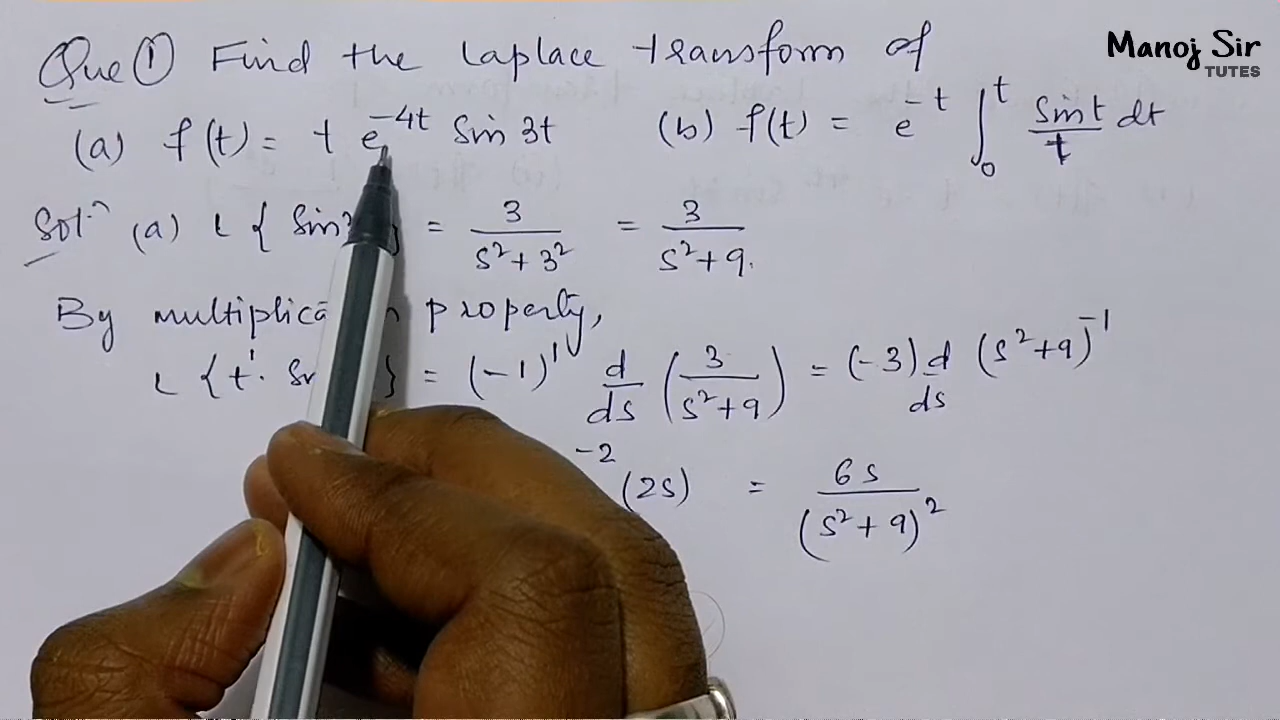 Que ① Find the Laplace transform of
Manoj Sir
TUTES
(a) f(t) = t e^-4t Sin 3t (b) f(t) = e^-t ∫_0^t Sint/t dt
Sol.ⁿ (a) L { Sin } = 3/(s²+3²) = 3/(s²+9).
By property,
L {t¹. } = (-1)¹ d/ds (3/(s²+9)) = (-3) d/ds (s²+9)^-1
^-2 (2s) = 6s/(s²+9)²